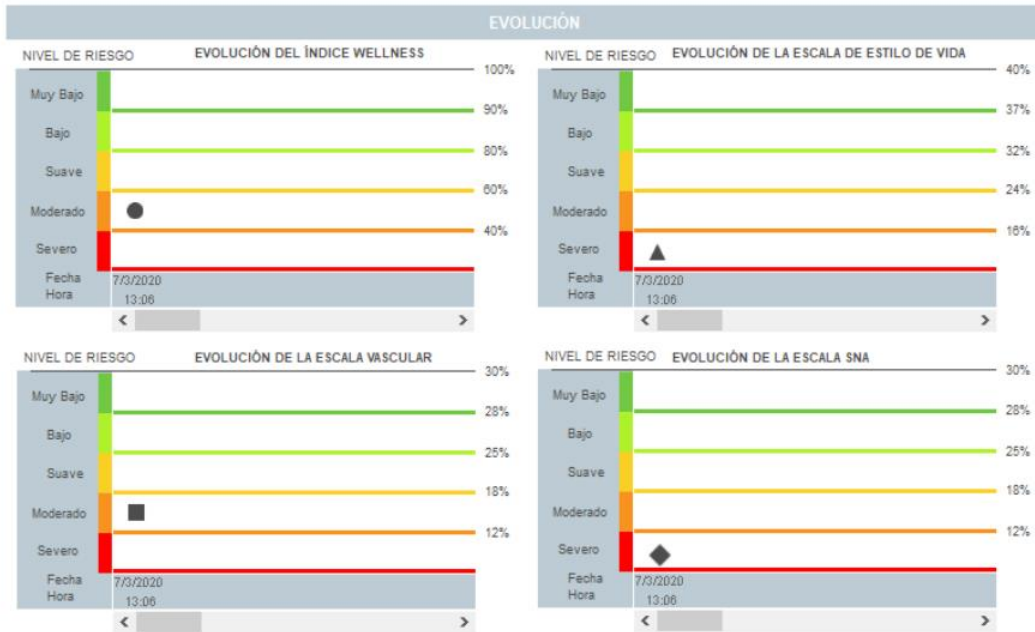 EVOLUCIÓN
NIVEL DE RIESGO
EVOLUCIÓN DEL ÍNDICE WELLNESS
100%
Muy Bajo
90%
Bajo
80%
Suave
60%
Moderado
40%
Severo
Fecha
7/3/2020
Hora
13:06
NIVEL DE RIESGO
EVOLUCIÓN DE LA ESCALA DE ESTILO DE VIDA
40%
Muy Bajo
37%
Bajo
32%
Suave
24%
Moderado
16%
Severo
Fecha
7/3/2020
Hora
13:06
NIVEL DE RIESGO
EVOLUCIÓN DE LA ESCALA VASCULAR
30%
Muy Bajo
28%
Bajo
25%
Suave
18%
Moderado
12%
Severo
Fecha
7/3/2020
Hora
13:06
NIVEL DE RIESGO
EVOLUCIÓN DE LA ESCALA SNA
30%
Muy Bajo
28%
Bajo
25%
Suave
18%
Moderado
12%
Severo
Fecha
7/3/2020
Hora
13:06